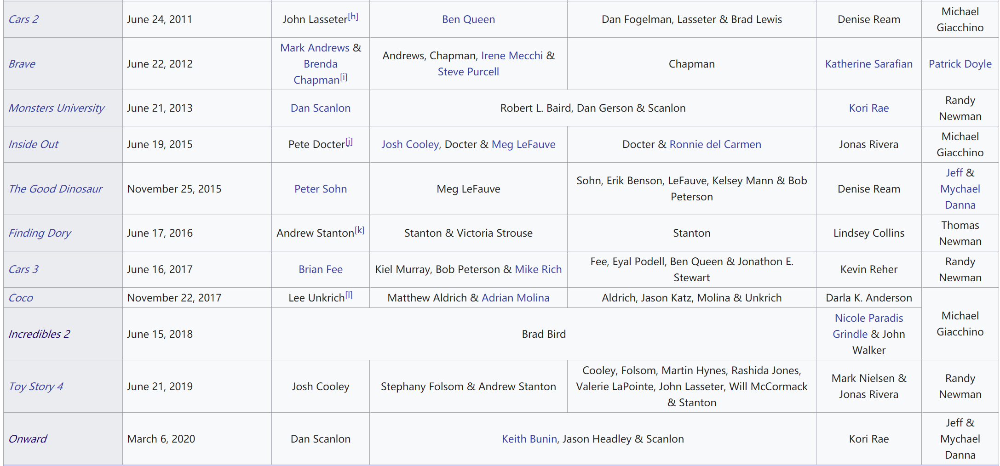 Cars 2
June 24, 2011
John Lasseter[h]
Ben Queen
Dan Fogelman, Lasseter & Brad Lewis
Denise Ream
Michael
Giacchino
Brave
June 22, 2012
Mark Andrews &
Brenda
Chapman[i]
Andrews, Chapman, Irene Mecchi &
Steve Purcell
Chapman
Katherine Sarafian
Patrick Doyle
Monsters University
June 21, 2013
Dan Scanlon
Robert L. Baird, Dan Gerson & Scanlon
Kori Rae
Randy
Newman
Inside Out
June 19, 2015
Pete Docter[j]
Josh Cooley, Docter & Meg LeFauve
Docter & Ronnie del Carmen
Jonas Rivera
Michael
Giacchino
The Good Dinosaur
November 25, 2015
Peter Sohn
Meg LeFauve
Sohn, Erik Benson, LeFauve, Kelsey Mann & Bob
Peterson
Denise Ream
Jeff &
Mychael
Danna
Finding Dory
June 17, 2016
Andrew Stanton[k]
Stanton & Victoria Strouse
Stanton
Lindsey Collins
Thomas
Newman
Cars 3
June 16, 2017
Brian Fee
Kiel Murray, Bob Peterson & Mike Rich
Fee, Eyal Podell, Ben Queen & Jonathon E.
Stewart
Kevin Reher
Randy
Newman
Coco
November 22, 2017
Lee Unkrich[l]
Matthew Aldrich & Adrian Molina
Aldrich, Jason Katz, Molina & Unkrich
Darla K. Anderson
Michael
Giacchino
Incredibles 2
June 15, 2018
Brad Bird
Nicole Paradis
Grindle & John
Walker
Toy Story 4
June 21, 2019
Josh Cooley
Stephany Folsom & Andrew Stanton
Cooley, Folsom, Martin Hynes, Rashida Jones,
Valerie LaPointe, John Lasseter, Will McCormack
& Stanton
Mark Nielsen &
Jonas Rivera
Randy
Newman
Onward
March 6, 2020
Dan Scanlon
Keith Bunin, Jason Headley & Scanlon
Kori Rae
Jeff &
Mychael
Danna